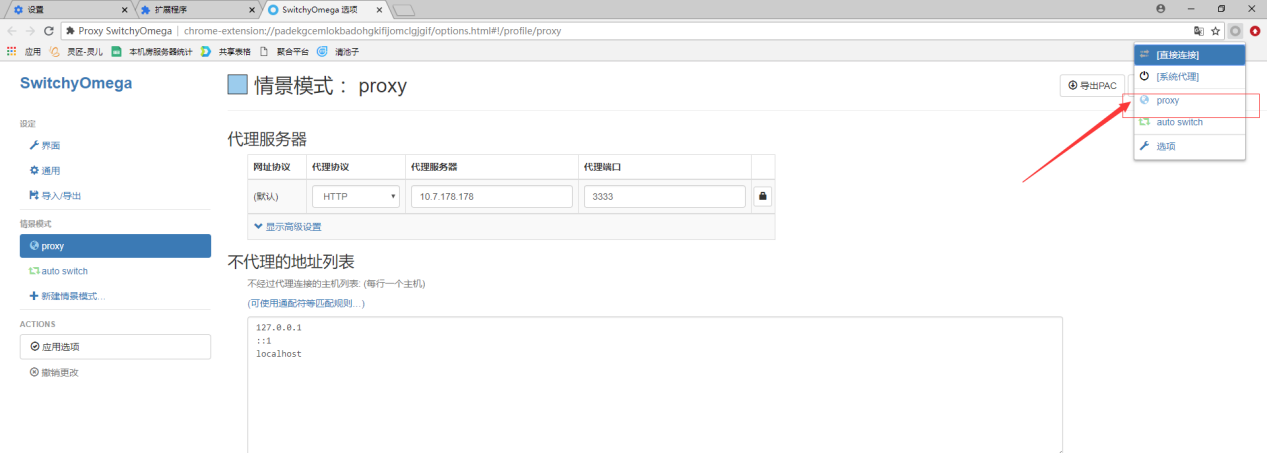 设置
扩展程序
SwitchyOmega 选项
Proxy SwitchyOmega | chrome-extension://padekgcemlokbadohgkifijomclgjgif/options.html#!/profile/proxy
应用 灵匠-灵儿 本机房服务器统计 共享表格 聚合平台 清池子
[直接连接]
[系统代理]
proxy
auto switch
选项
SwitchyOmega
设定
界面
通用
导入/导出
情景模式
proxy
auto switch
新建情景模式...
ACTIONS
应用选项
撤销更改
情景模式： proxy
导出PAC
代理服务器
网址协议 代理协议 代理服务器 代理端口
(默认) HTTP 10.7.178.178 3333
显示高级设置
不代理的地址列表
不经过代理连接的主机列表: (每行一个主机)
(可使用通配符等匹配规则...)
127.0.0.1
::1
localhost